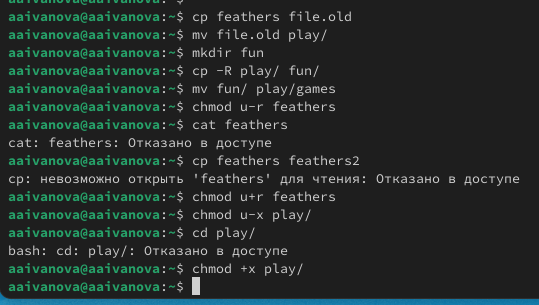 aaivanova@aaivanova:~$ cp feathers file.old
aaivanova@aaivanova:~$ mv file.old play/
aaivanova@aaivanova:~$ mkdir fun
aaivanova@aaivanova:~$ cp -R play/ fun/
aaivanova@aaivanova:~$ mv fun/ play/games
aaivanova@aaivanova:~$ chmod u-r feathers
aaivanova@aaivanova:~$ cat feathers
cat: feathers: Отказано в доступе
aaivanova@aaivanova:~$ cp feathers feathers2
cp: невозможно открыть 'feathers' для чтения: Отказано в доступе
aaivanova@aaivanova:~$ chmod u+r feathers
aaivanova@aaivanova:~$ chmod u-x play/
aaivanova@aaivanova:~$ cd play/
bash: cd: play/: Отказано в доступе
aaivanova@aaivanova:~$ chmod +x play/
aaivanova@aaivanova:~$